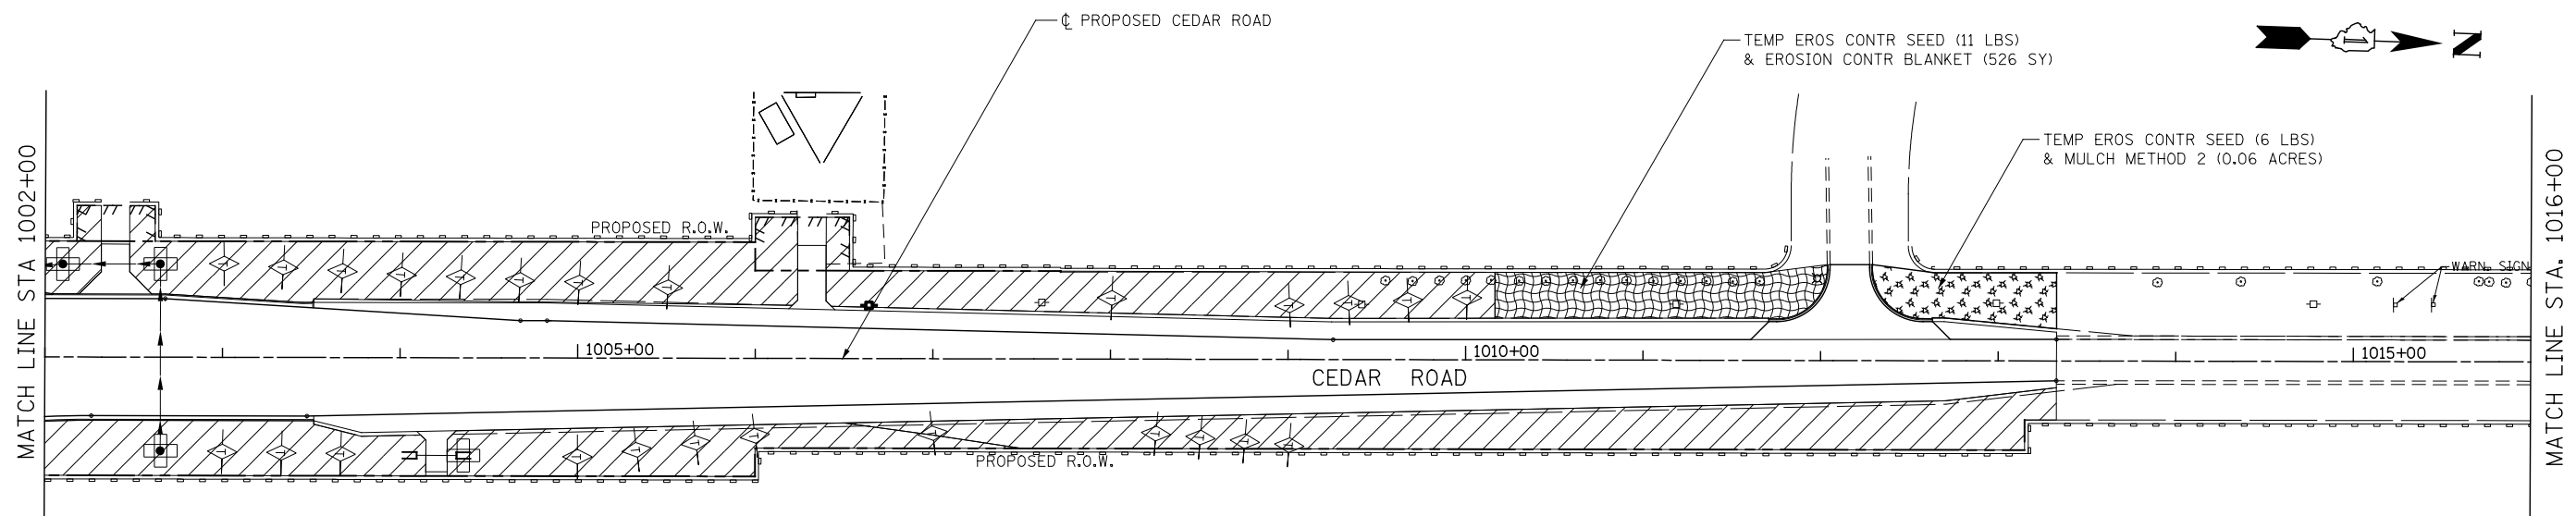 ℄ PROPOSED CEDAR ROAD
TEMP EROS CONTR SEED (11 LBS)
& EROSION CONTR BLANKET (526 SY)
N
1
TEMP EROS CONTR SEED (6 LBS)
& MULCH METHOD 2 (0.06 ACRES)
MATCH LINE STA 1002+00
PROPOSED R.O.W.
WARN. SIGN
MATCH LINE STA. 1016+00
T T T T T T T T
T T T T T
1005+00
1010+00
1015+00
CEDAR ROAD
T T T T T T T T T T T T
PROPOSED R.O.W.